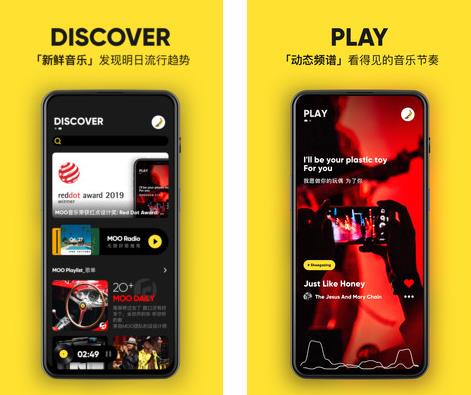 DISCOVER
「新鲜音乐」发现明日流行趋势
DISCOVER
reddot award 2019
winner
MOO音乐荣获红点设计奖: Red Dot Award:
MOO Radio
MOO Playlist_歌单
20+
MOO DAILY
02:49
PLAY
「动态频谱」看得见的音乐节奏
PLAY
I'll be your plastic toy
For you
我愿做你的玩偶 为了你
# Shoegazing
Just Like Honey
The Jesus And Mary Chain